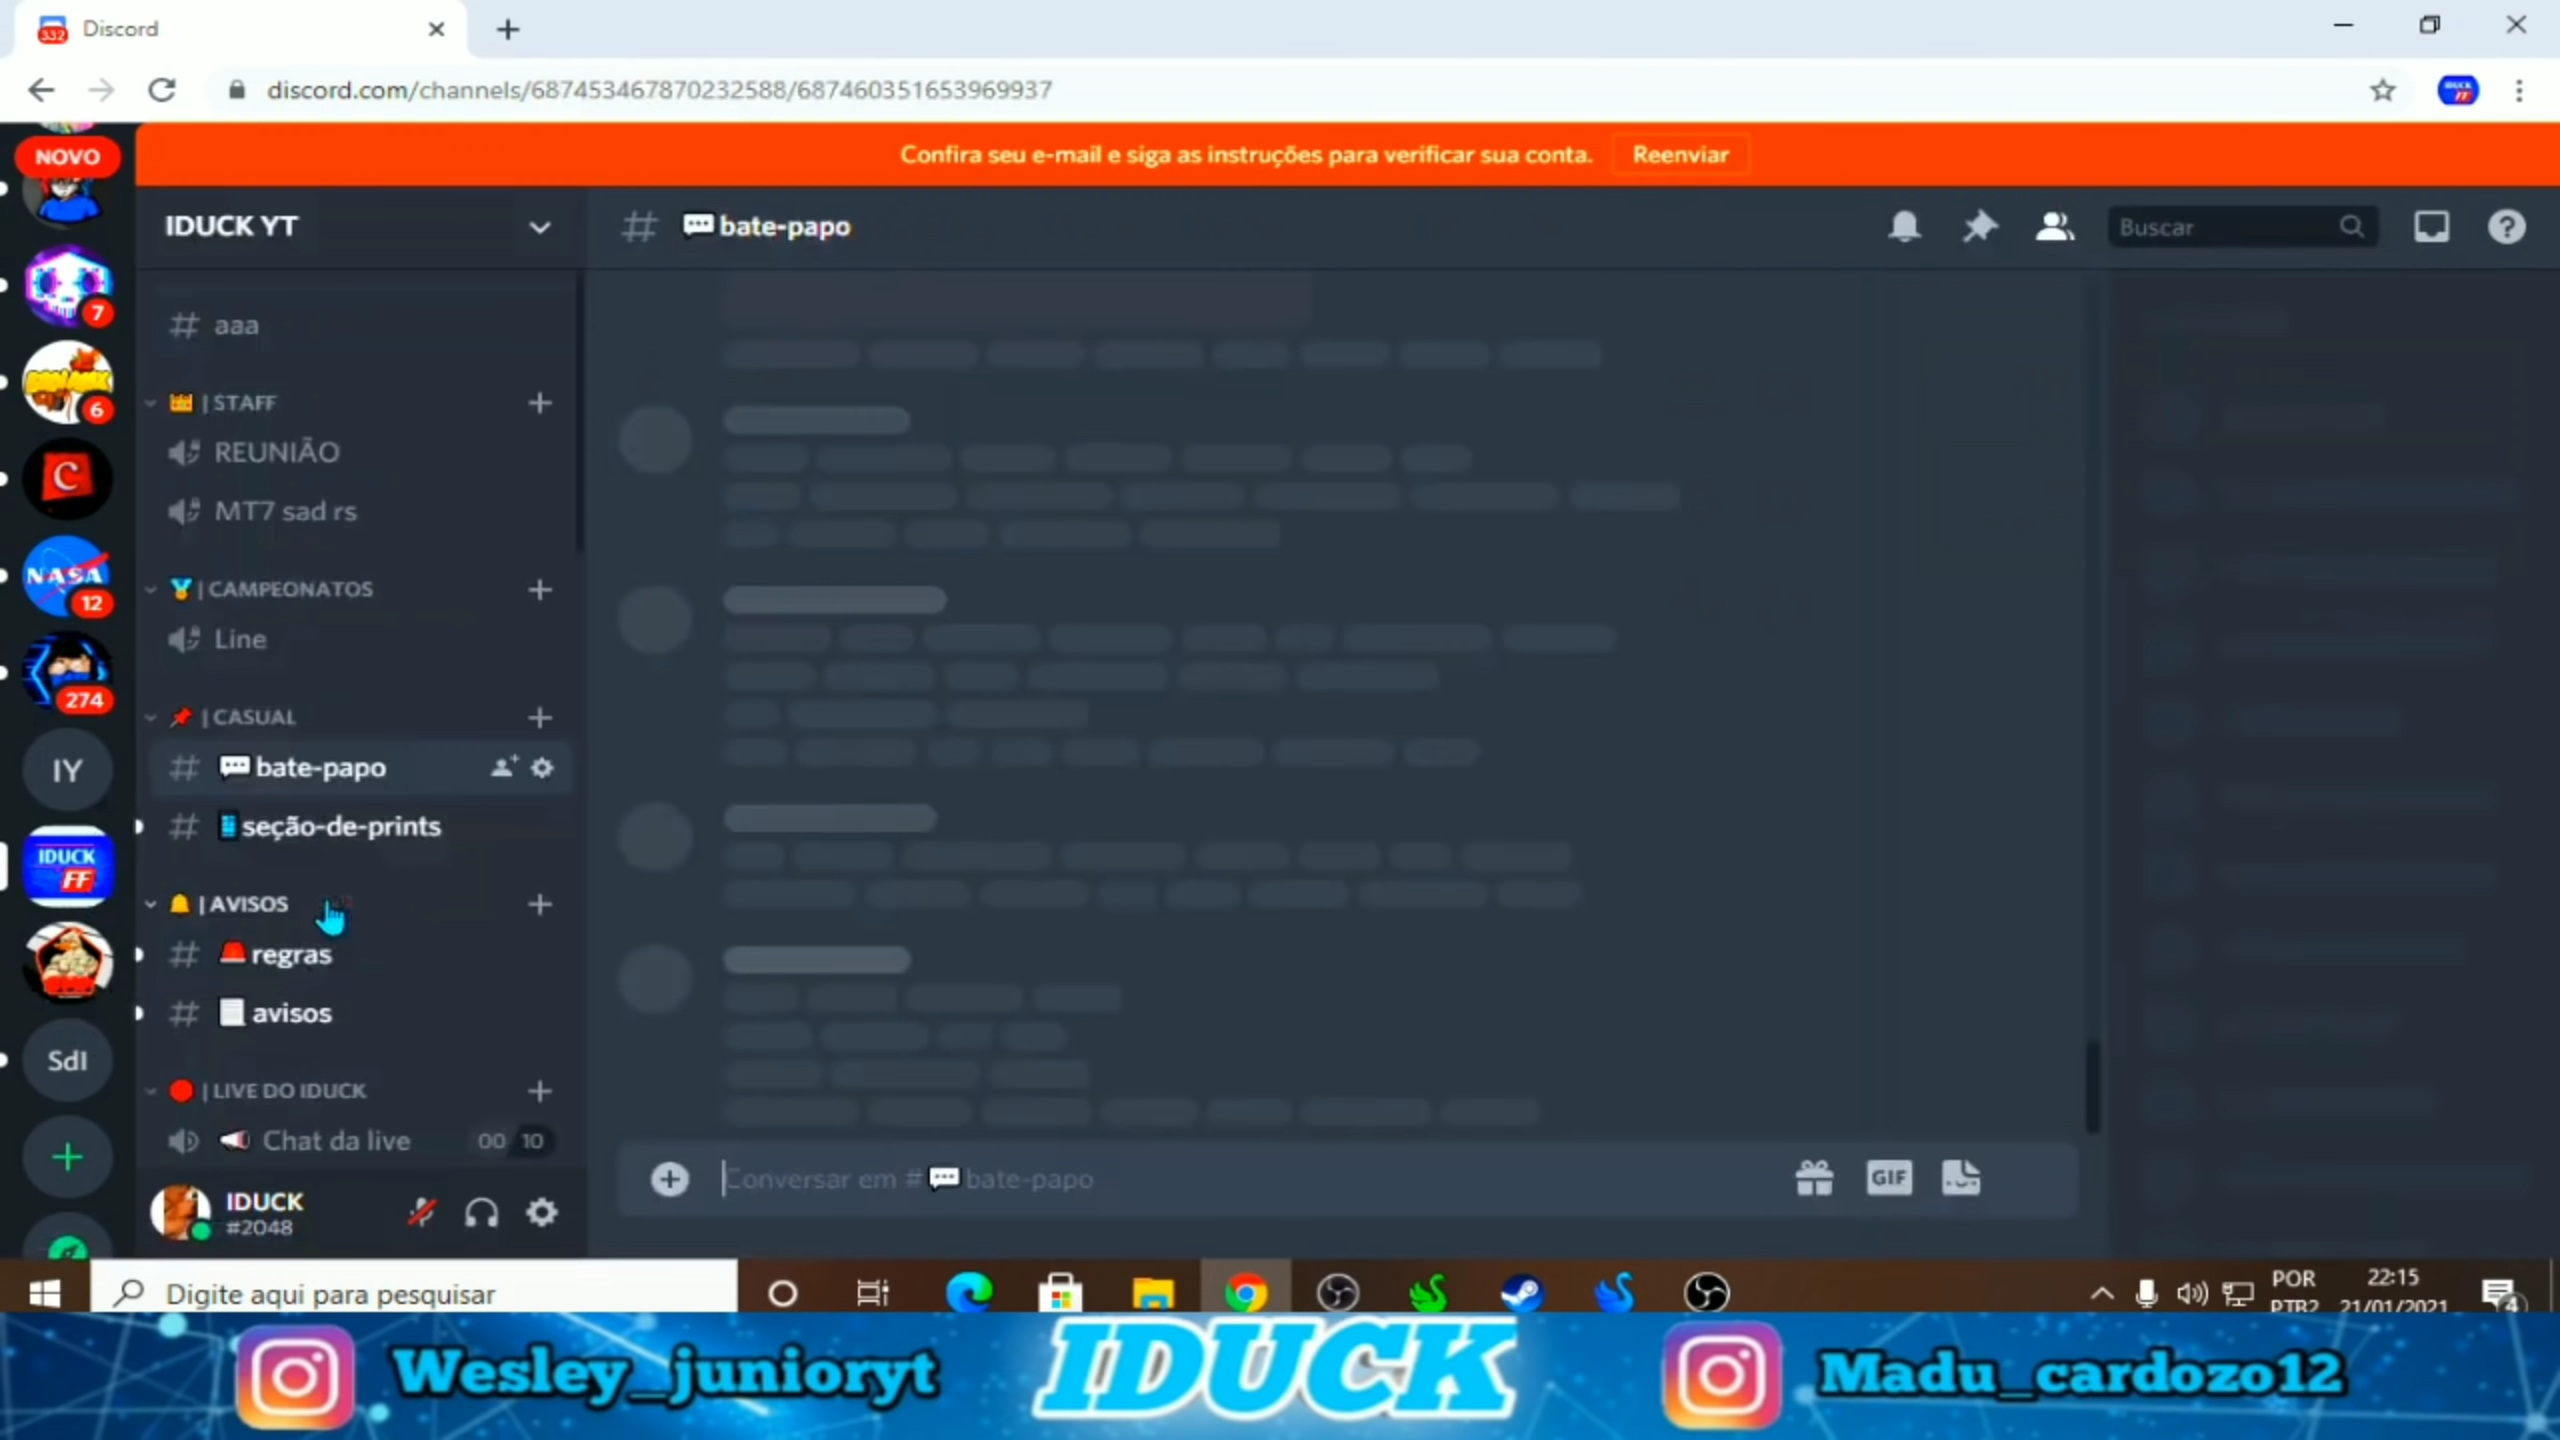 332 Discord
discord.com/channels/687453467870232588/687460351653969937
NOVO
Confira seu e-mail e siga as instruções para verificar sua conta. Reenviar
IDUCK YT
# 💬bate-papo
Buscar
7
6
C
NASA
12
274
IY
IDUCK
FF
SdI
# aaa
| STAFF
REUNIÃO
MT7 sad rs
| CAMPEONATOS
Line
| CASUAL
# 💬bate-papo
# seção-de-prints
| AVISOS
# regras
# avisos
| LIVE DO IDUCK
Chat da live 00 10
IDUCK
#2048
Conversar em #💬bate-papo
GIF
Digite aqui para pesquisar
POR
PTB2
22:15
21/01/2021
4
Wesley_junioryt
IDUCK
Madu_cardozo12